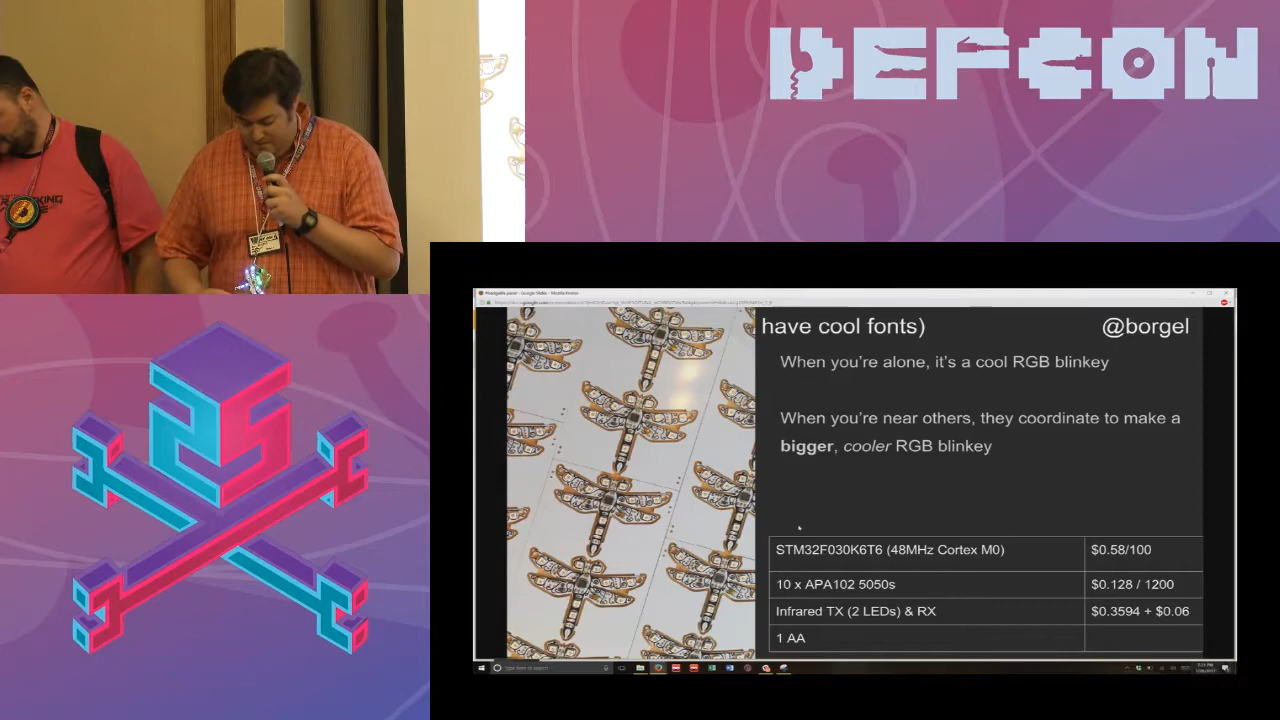 DEFCON
have cool fonts)
@borgel
When you're alone, it's a cool RGB blinkey
When you're near others, they coordinate to make a
bigger, cooler RGB blinkey
STM32F030K6T6 (48MHz Cortex M0) $0.58/100
10 x APA102 5050s $0.128 / 1200
Infrared TX (2 LEDs) & RX $0.3594 + $0.06
1 AA